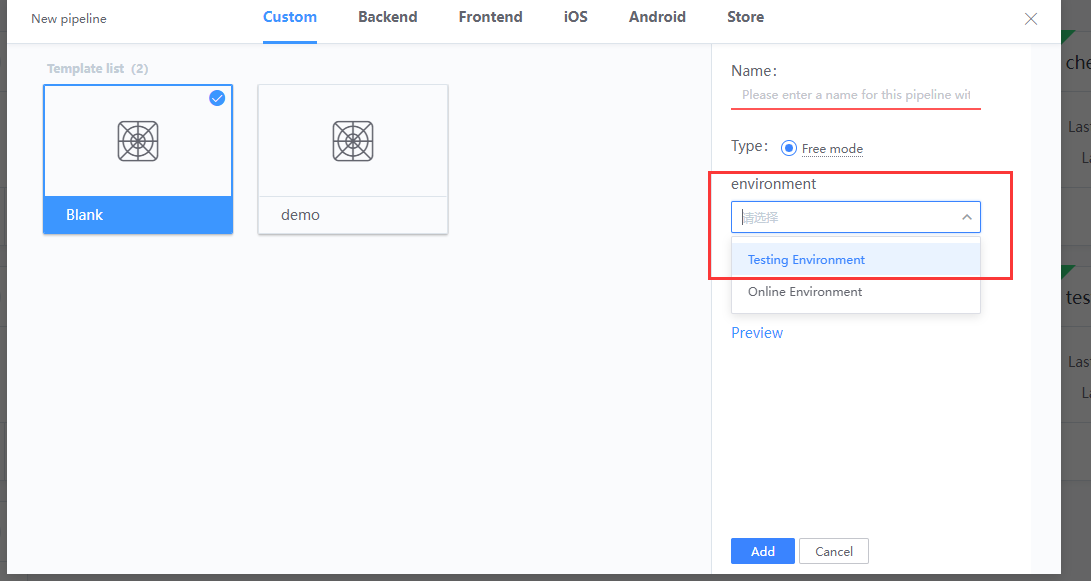 New pipeline
Custom
Backend
Frontend
iOS
Android
Store
Template list (2)
Blank
demo
Name:
Please enter a name for this pipeline wit
Type:
Free mode
environment
请选择
Testing Environment
Online Environment
Preview
Add
Cancel
che
Las
La
tes
Las
La